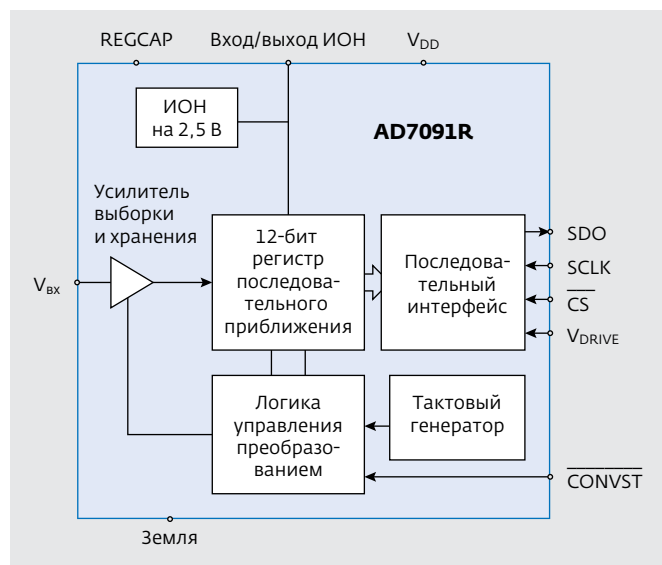 REGCAP
Вход/выход ИОН
VDD
ИОН
на 2,5 В
AD7091R
Усилитель
выборки
и хранения
12-бит
регистр
последова-
тельного
приближения
Последова-
тельный
интерфейс
SDO
SCLK
CS
VDRIVE
Vвх
Логика
управления
преобразо-
ванием
Тактовый
генератор
CONVST
Земля